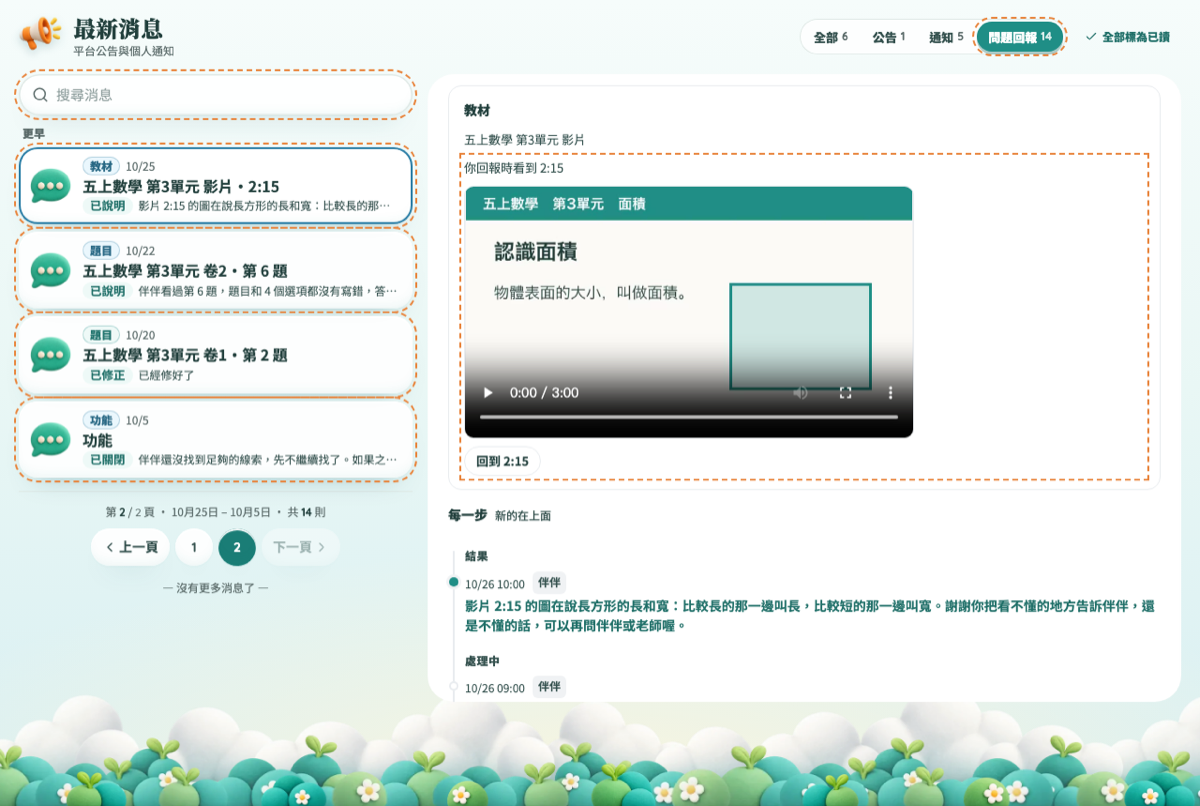 最新消息
平台公告與個人通知
全部 6
公告 1
通知 5
問題回報 14
全部標為已讀
搜尋消息
更早
教材 10/25
五上數學 第3單元 影片・2:15
已說明 影片 2:15 的圖在說長方形的長和寬：比較長的那⋯
題目 10/22
五上數學 第3單元 卷2・第 6 題
已說明 伴伴看過第 6 題，題目和 4 個選項都沒有寫錯，答⋯
題目 10/20
五上數學 第3單元 卷1・第 2 題
已修正 已經修好了
功能 10/5
功能
已關閉 伴伴還沒找到足夠的線索，先不繼續找了。如果之⋯
第 2 / 2 頁 ・ 10月25日 – 10月5日 ・ 共 14 則
上一頁
1
2
下一頁
— 沒有更多消息了 —
教材
五上數學 第3單元 影片
你回報時看到 2:15
五上數學 第3單元 面積
認識面積
物體表面的大小，叫做面積。
0:00 / 3:00
回到 2:15
每一步 新的在上面
結果
10/26 10:00 伴伴
影片 2:15 的圖在說長方形的長和寬：比較長的那一邊叫長，比較短的那一邊叫寬。謝謝你把看不懂的地方告訴伴伴，還
是不懂的話，可以再問伴伴或老師喔。
處理中
10/26 09:00 伴伴